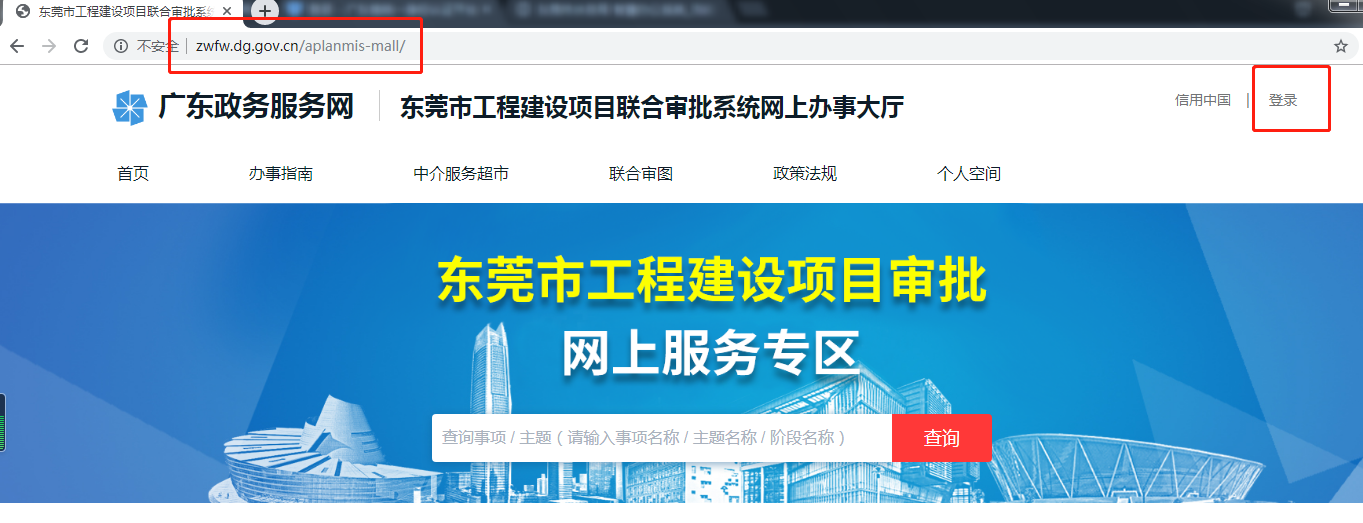 东莞市工程建设项目联合审批系统
不安全 zwfw.dg.gov.cn/aplanmis-mall/
广东政务服务网 东莞市工程建设项目联合审批系统网上办事大厅 信用中国 | 登录
首页 办事指南 中介服务超市 联合审图 政策法规 个人空间
东莞市工程建设项目审批
网上服务专区
查询事项 / 主题（请输入事项名称 / 主题名称 / 阶段名称） 查询